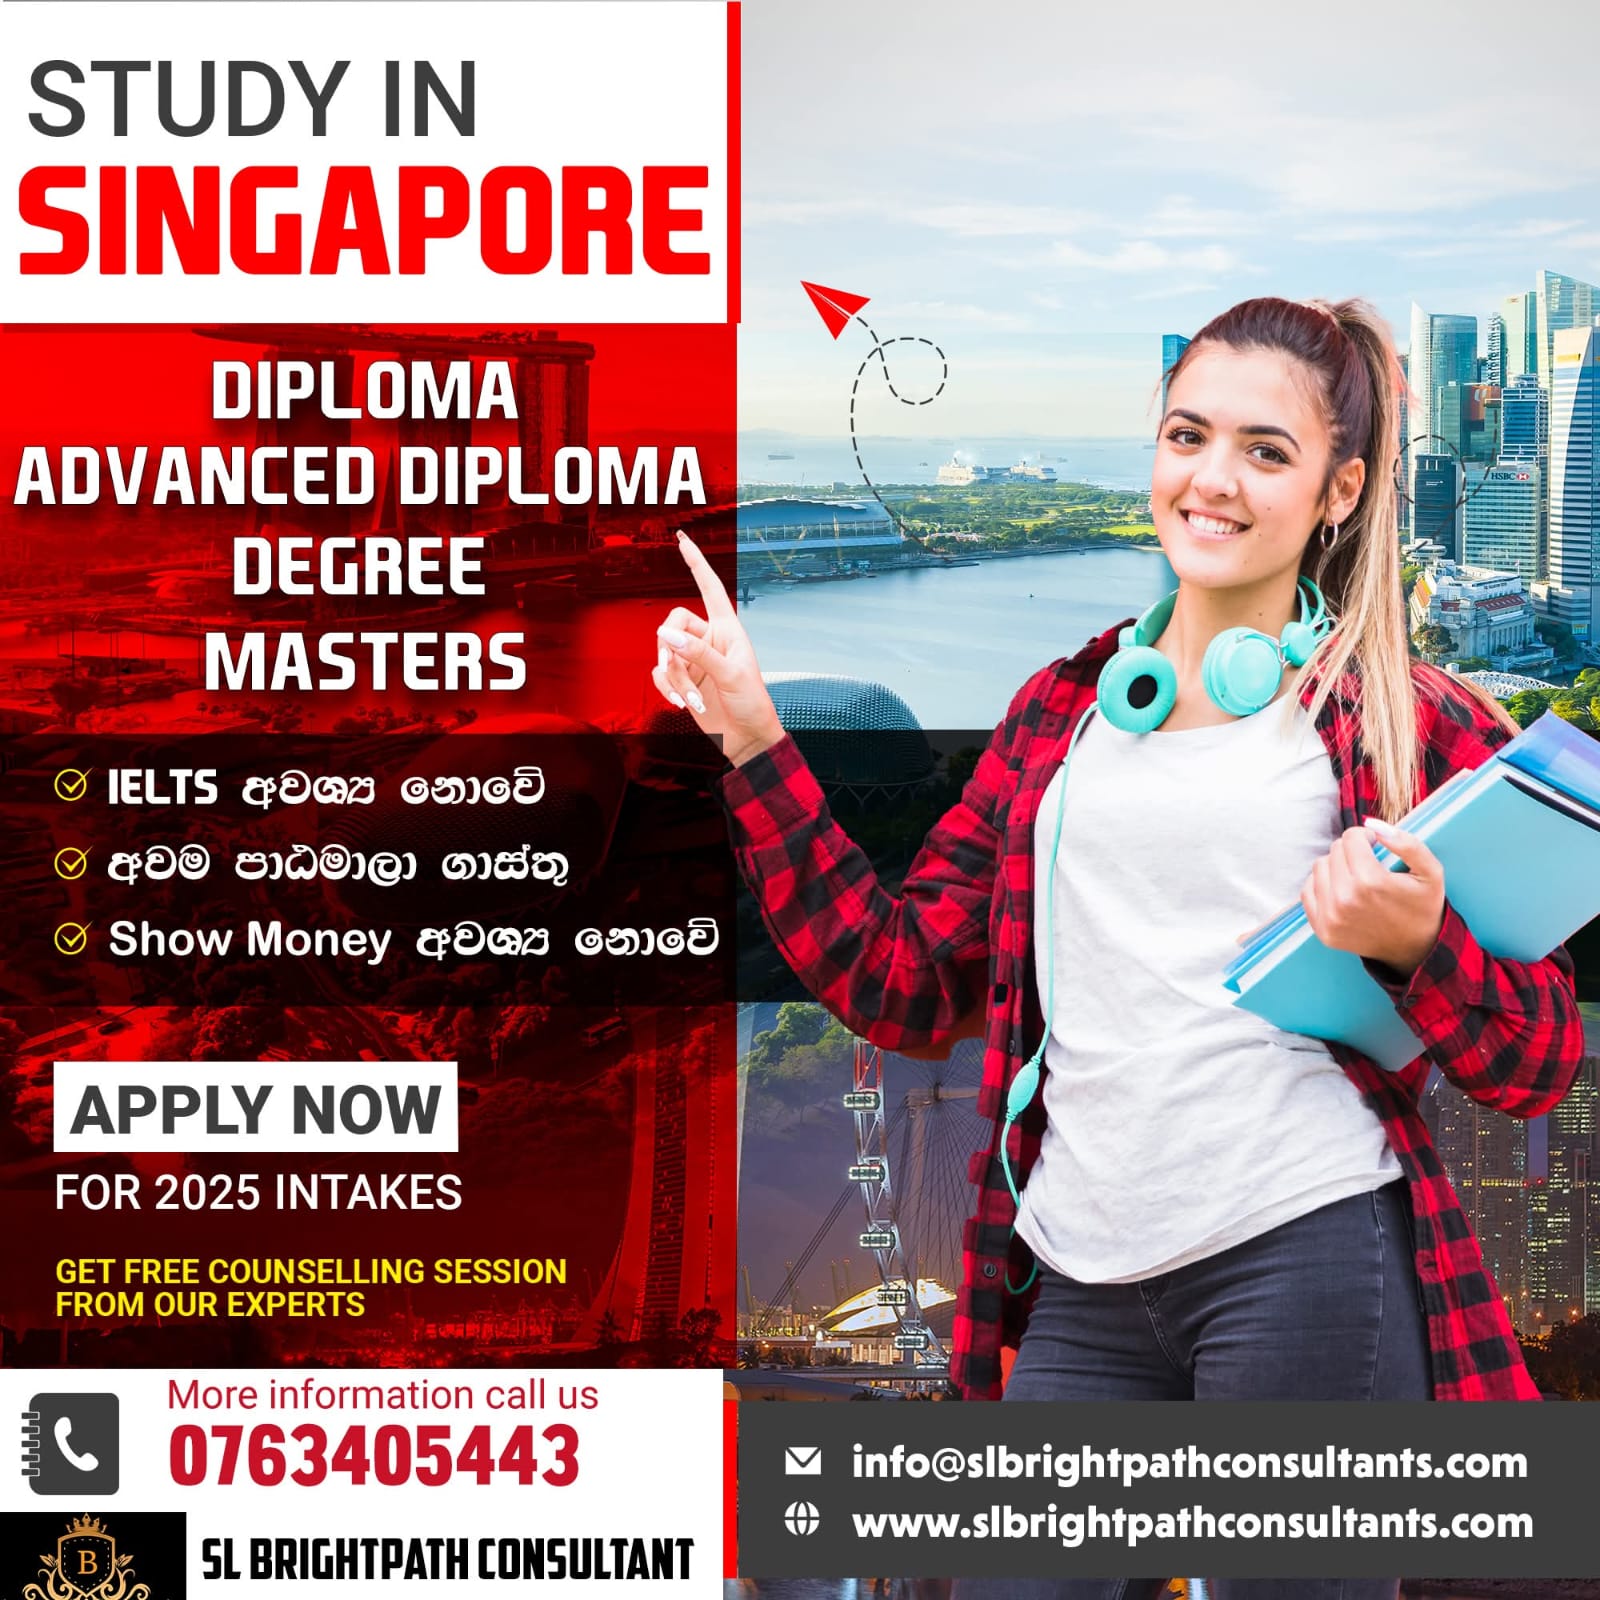 STUDY IN
SINGAPORE
DIPLOMA
ADVANCED DIPLOMA
DEGREE
MASTERS
IELTS අවශ්‍ය නොවේ
අවම පාඨමාලා ගාස්තු
Show Money අවශ්‍ය නොවේ
APPLY NOW
FOR 2025 INTAKES
GET FREE COUNSELLING SESSION
FROM OUR EXPERTS
More information call us
0763405443
B
SL BRIGHTPATH CONSULTANT
HSBC
info@slbrightpathconsultants.com
www.slbrightpathconsultants.com